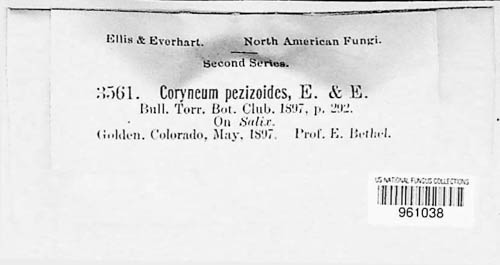 Ellis & Everhart. North American Fungi.
Second Series.
3561. Coryneum pezizoides, E. & E.
Bull. Torr. Bot. Club. 1897, p. 292.
On Salix.
Golden. Colorado, May, 1897. Prof. E. Bethel.
US NATIONAL FUNGUS COLLECTIONS
961038